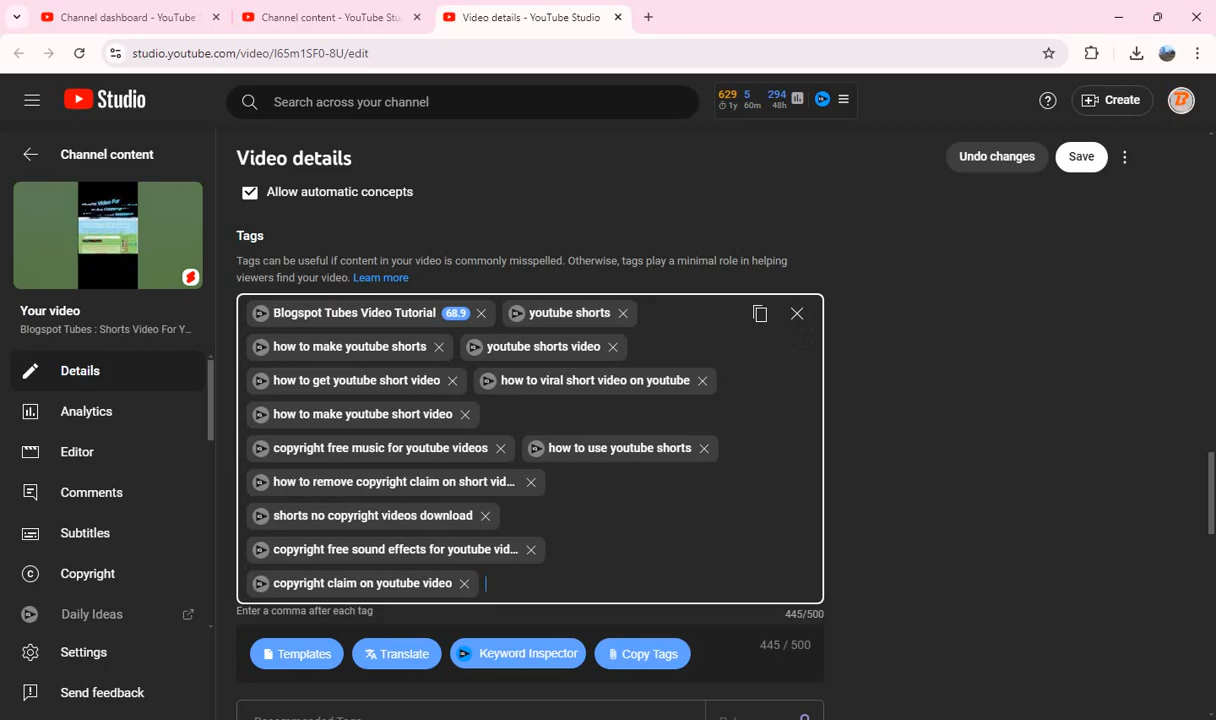 Channel dashboard - YouTube
Channel content - YouTube Stu
Video details - YouTube Studio
studio.youtube.com/video/I65m1SF0-8U/edit
Studio
Search across your channel
629 5 294
1y 60m 48h
Create
Channel content
Your video
Blogspot Tubes : Shorts Video For Y...
Details
Analytics
Editor
Comments
Subtitles
Copyright
Daily Ideas
Settings
Send feedback
Video details
Undo changes
Save
Allow automatic concepts
Tags
Tags can be useful if content in your video is commonly misspelled. Otherwise, tags play a minimal role in helping
viewers find your video. Learn more
Blogspot Tubes Video Tutorial 68.9
youtube shorts
how to make youtube shorts
youtube shorts video
how to get youtube short video
how to viral short video on youtube
how to make youtube short video
copyright free music for youtube videos
how to use youtube shorts
how to remove copyright claim on short vid...
shorts no copyright videos download
copyright free sound effects for youtube vid...
copyright claim on youtube video
Enter a comma after each tag
445/500
Templates
Translate
Keyword Inspector
Copy Tags
445 / 500
Recommended Tags